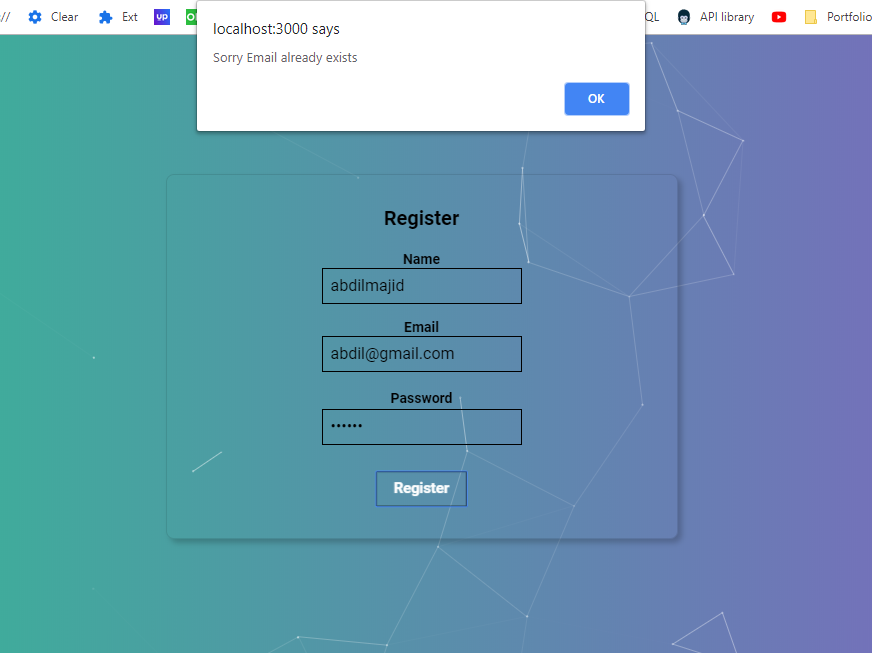 //
Clear
Ext
up
QL
API library
Portfolio
localhost:3000 says
Sorry Email already exists
OK
Register
Name
abdilmajid
Email
abdil@gmail.com
Password
••••••
Register